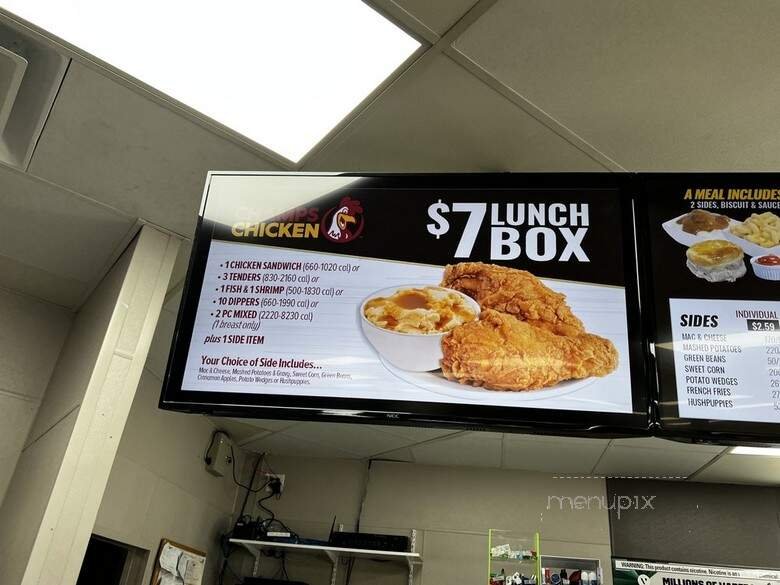 CHICKEN
$7 LUNCH BOX
• 1 CHICKEN SANDWICH (660-1020 cal) or
• 3 TENDERS (830-2160 cal) or
• 1 FISH & 1 SHRIMP (500-1830 cal) or
• 10 DIPPERS (660-1990 cal) or
• 2 PC MIXED (2220-8230 cal)
(1 breast only)
plus 1 SIDE ITEM
Your Choice of Side Includes...
Mac & Cheese, Mashed Potatoes & Gravy, Sweet Corn, Green Beans,
Cinnamon Apples, Potato Wedges or Hushpuppies.
NEC
A MEAL INCLUDES
2 SIDES, BISCUIT & SAUCE
SIDES INDIVIDUAL
$2.59
MAC & CHEESE
MASHED POTATOES
GREEN BEANS
SWEET CORN
POTATO WEDGES
FRENCH FRIES
HUSHPUPPIES
menupix
WARNING: This product contains nicotine. Nicotine is an
MILLIONS OF